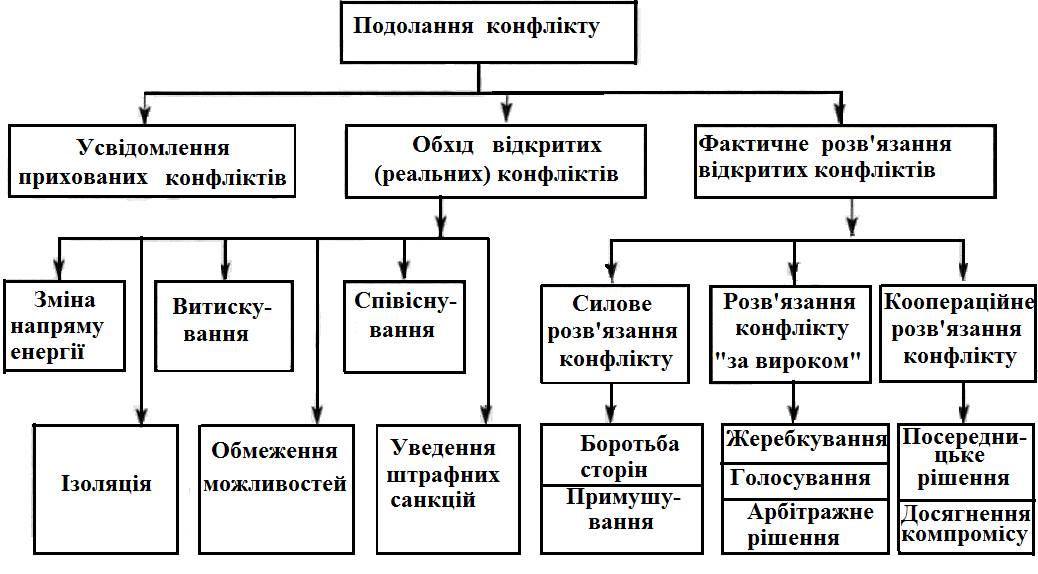 Подолання конфлікту
Усвідомлення
прихованих конфліктів
Обхід відкритих
(реальних) конфліктів
Фактичне розв'язання
відкритих конфліктів
Зміна
напряму
енергії
Витиску-
вання
Співісну-
вання
Силове
розв'язання
конфлікту
Розв'язання
конфлікту
"за вироком"
Коопераційне
розв'язання
конфлікту
Ізоляція
Обмеження
можливостей
Уведення
штрафних
санкцій
Боротьба
сторін
Примушу-
вання
Жеребкування
Голосування
Арбітражне
рішення
Посередни-
цьке
рішення
Досягнення
компромісу